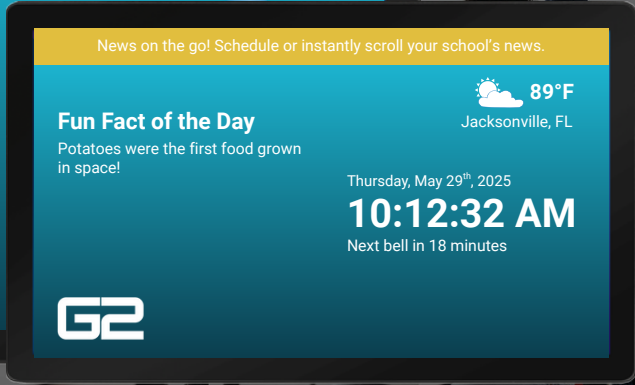 News on the go! Schedule or instantly scroll your school's news.
89°F
Jacksonville, FL
Fun Fact of the Day
Potatoes were the first food grown
in space!
Thursday, May 29th, 2025
10:12:32 AM
Next bell in 18 minutes
G2